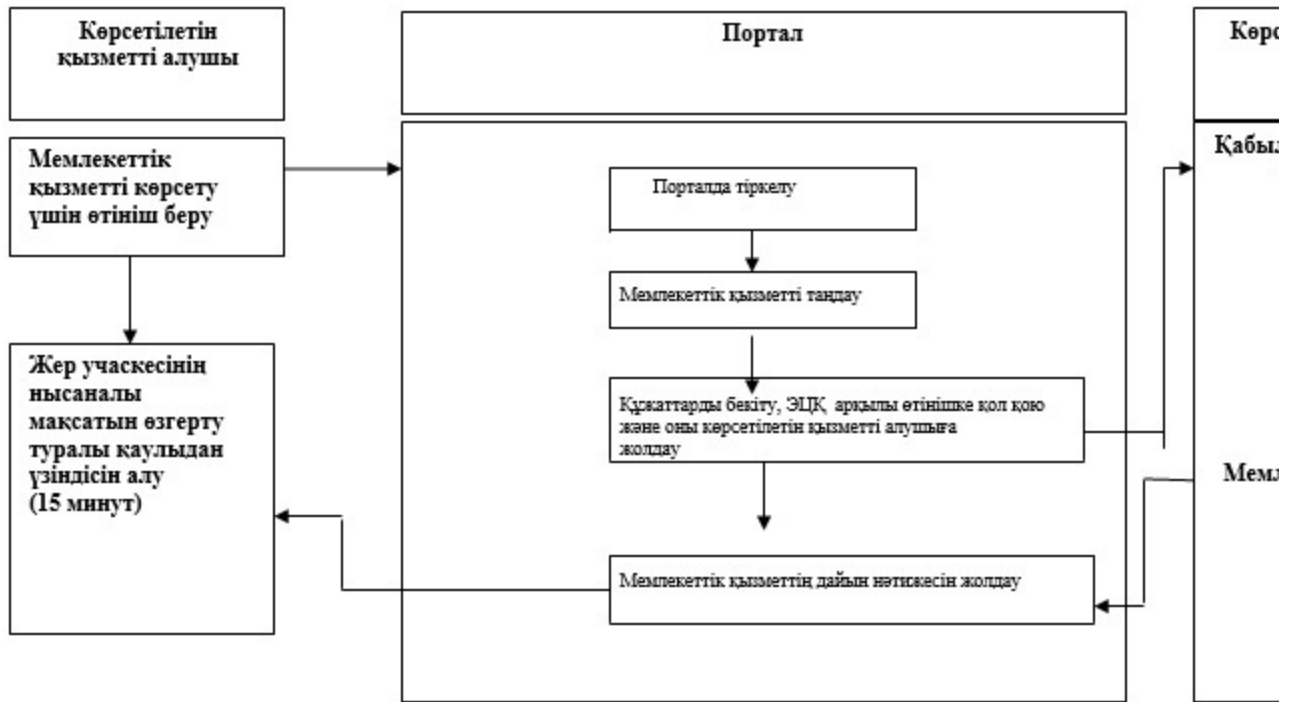 Көрсетілетін
қызметті алушы
Портал
Мемлекеттік
қызметті көрсету
үшін өтініш беру
Порталда тіркелу
Мемлекеттік қызметті таңдау
Жер учаскесінің
нысаналы
мақсатын өзгерту
туралы қаулыдан
үзіндісін алу
(15 минут)
Құжаттарды бекіту, ЭЦҚ арқылы өтінішке қол қою
және оны көрсетілетін қызметті алушыға
жолдау
Мемлекеттік қызметтің дайын нәтижесін жолдау